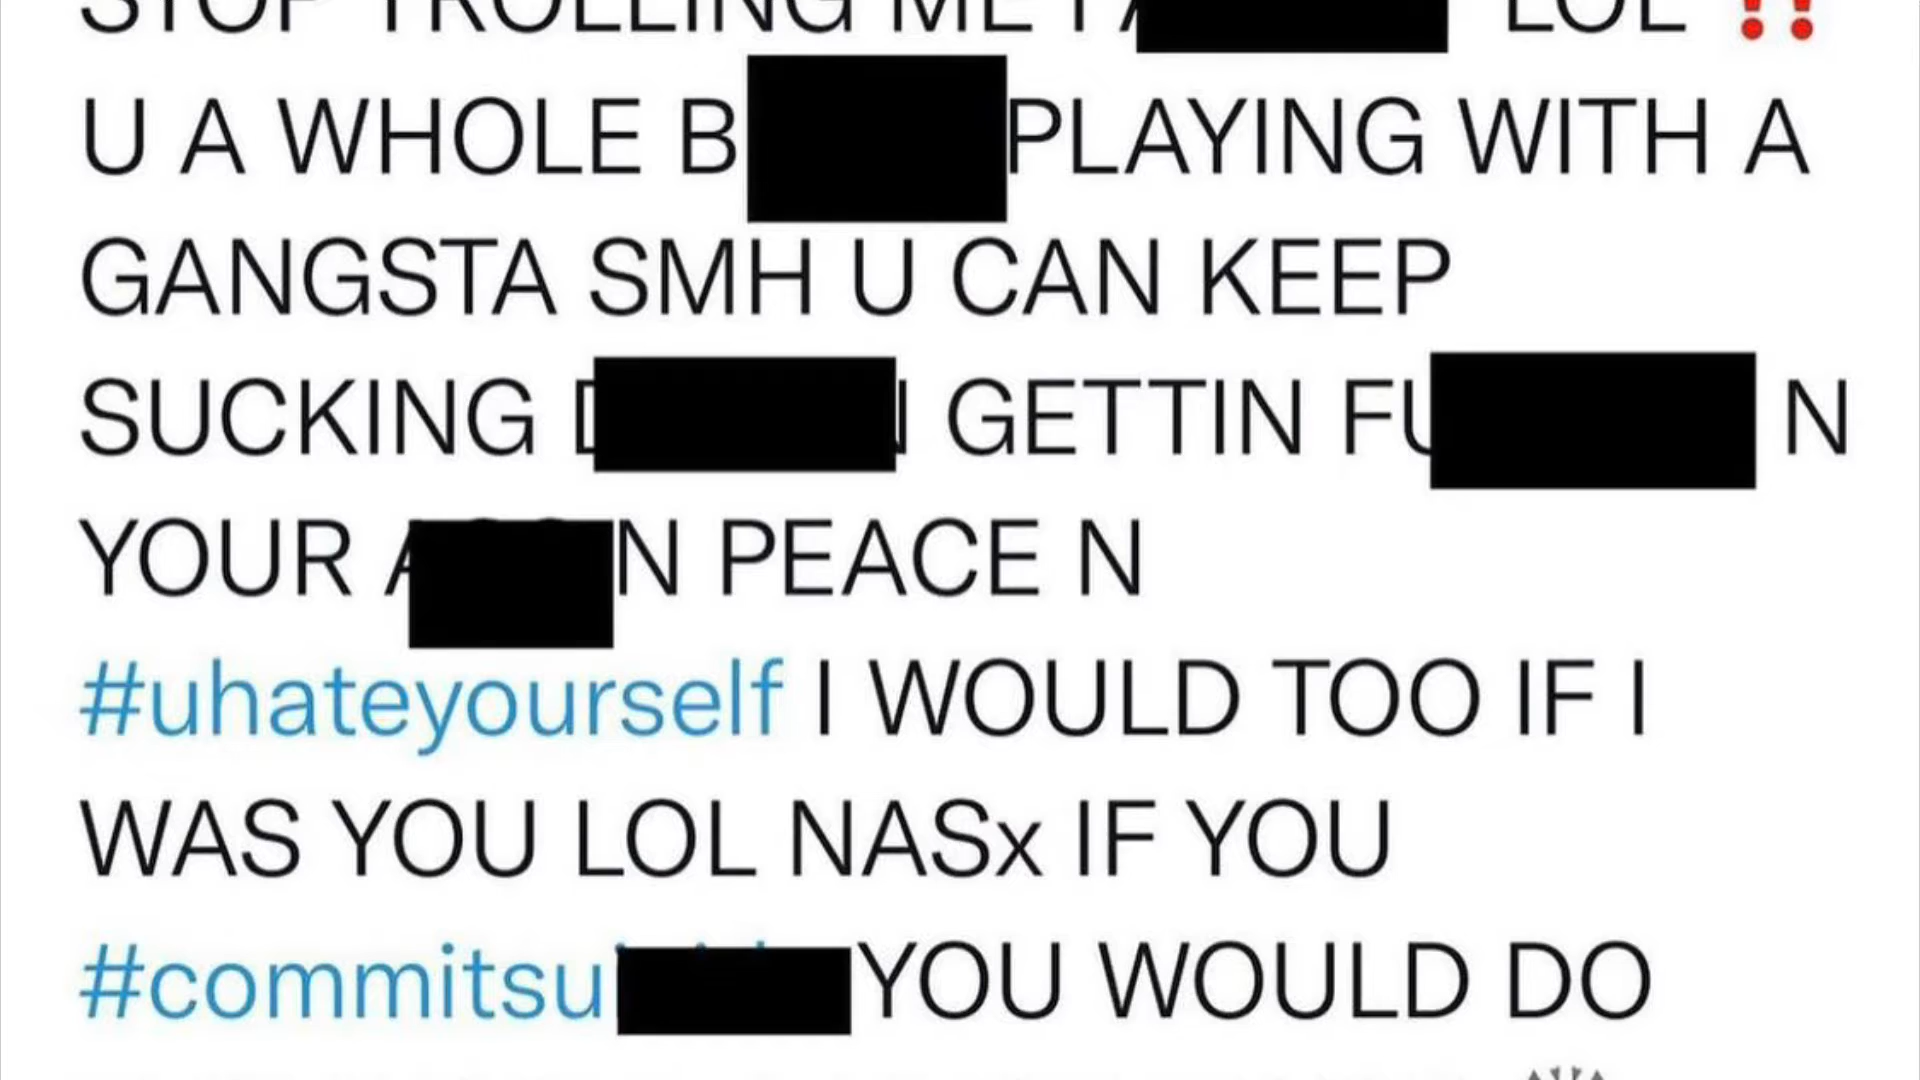 STOP TROLLING ME LOL ‼️
U A WHOLE B PLAYING WITH A
GANGSTA SMH U CAN KEEP
SUCKING GETTIN FU N
YOUR A N PEACE N
#uhateyourself I WOULD TOO IF I
WAS YOU LOL NASx IF YOU
#commitsu YOU WOULD DO